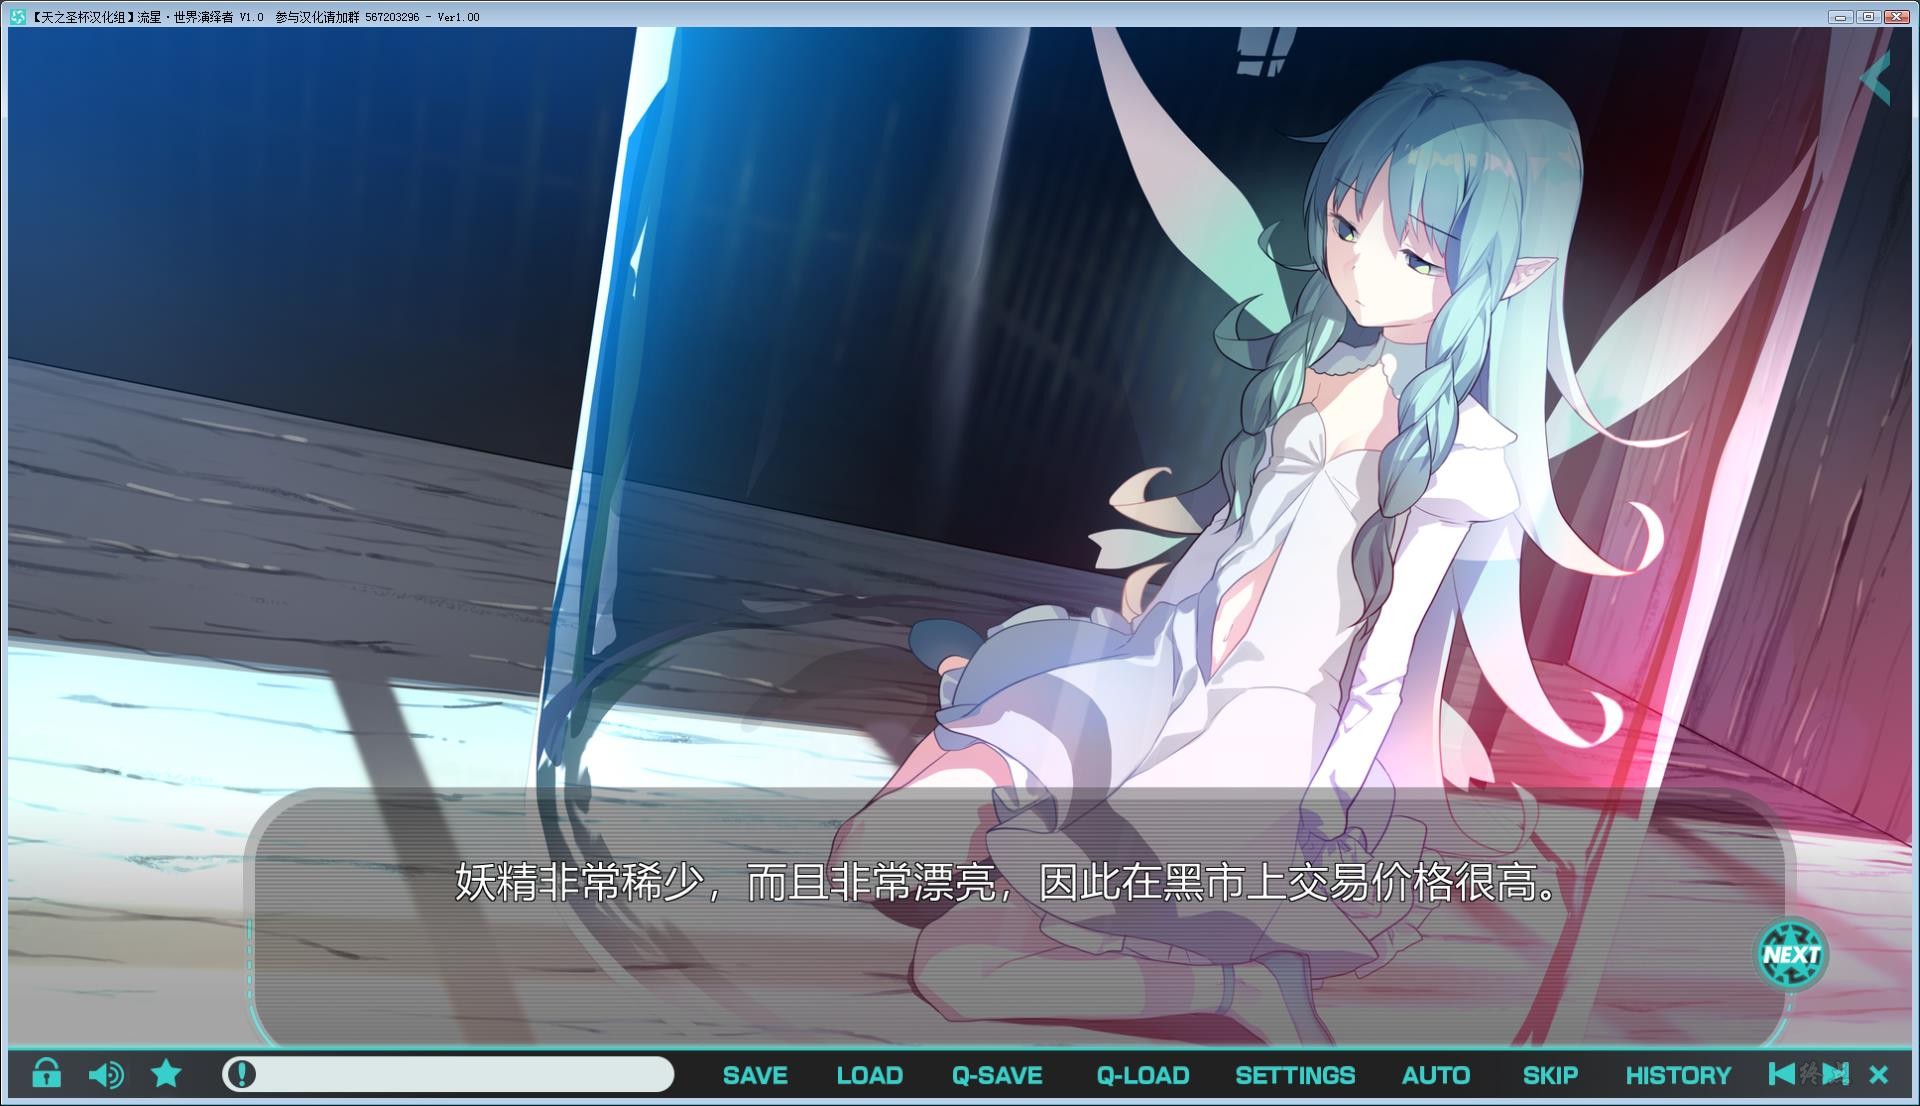 【天之圣杯汉化组】流星·世界演绎者 V1.0 参与汉化请加群 567203296 - Ver1.00
妖精非常稀少，而且非常漂亮，因此在黑市上交易价格很高。
NEXT
SAVE LOAD Q-SAVE Q-LOAD SETTINGS AUTO SKIP HISTORY